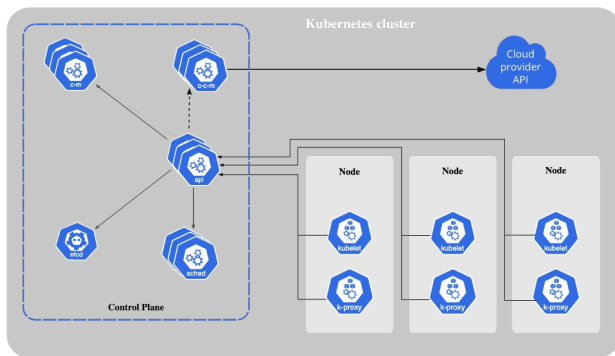 Kubernetes cluster
c-m
c-c-m
Cloud
provider
API
api
Node
Node
Node
etcd
sched
kubelet
kubelet
kubelet
k-proxy
k-proxy
k-proxy
Control Plane